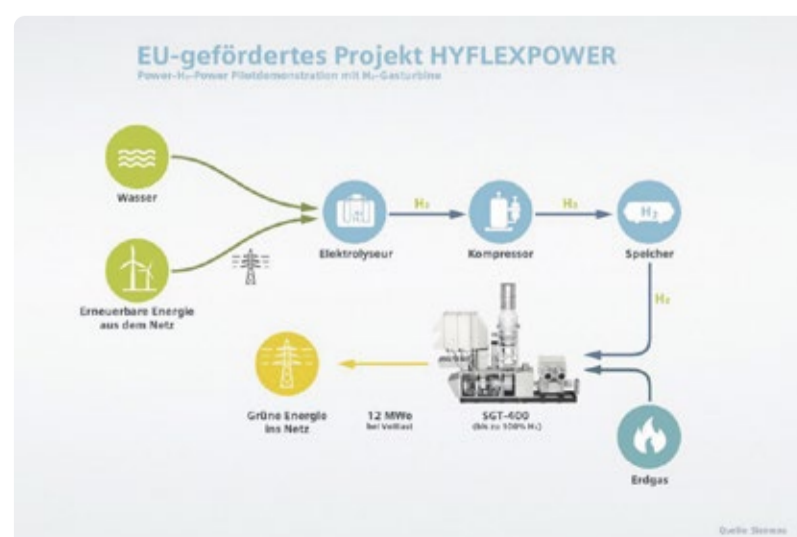 EU-gefördertes Projekt HYFLEXPOWER
Power-H₂-Power Pilotdemonstration mit H₂-Gasturbine
Wasser
Erneuerbare Energie
aus dem Netz
Elektrolyseur
H₂
Kompressor
H₂
Speicher
H₂
H₂
Grüne Energie
ins Netz
12 MWe
bei Volllast
SGT-400
(bis zu 100% H₂)
Erdgas
Quelle: Siemens